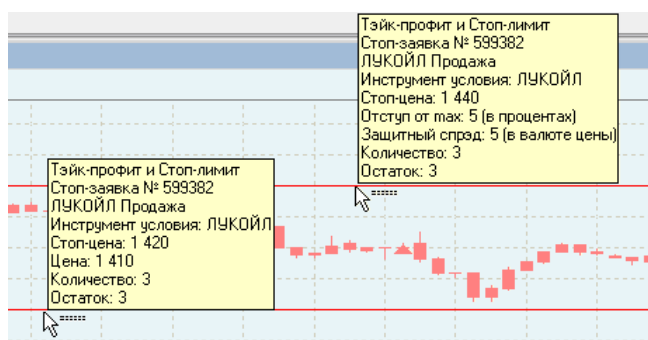 Тэйк-профит и Стоп-лимит
Стоп-заявка № 599382
ЛУКОЙЛ Продажа
Инструмент условия: ЛУКОЙЛ
Стоп-цена: 1 440
Отступ от max: 5 (в процентах)
Защитный спрэд: 5 (в валюте цены)
Количество: 3
Остаток: 3
Тэйк-профит и Стоп-лимит
Стоп-заявка № 599382
ЛУКОЙЛ Продажа
Инструмент условия: ЛУКОЙЛ
Стоп-цена: 1 420
Цена: 1 410
Количество: 3
Остаток: 3